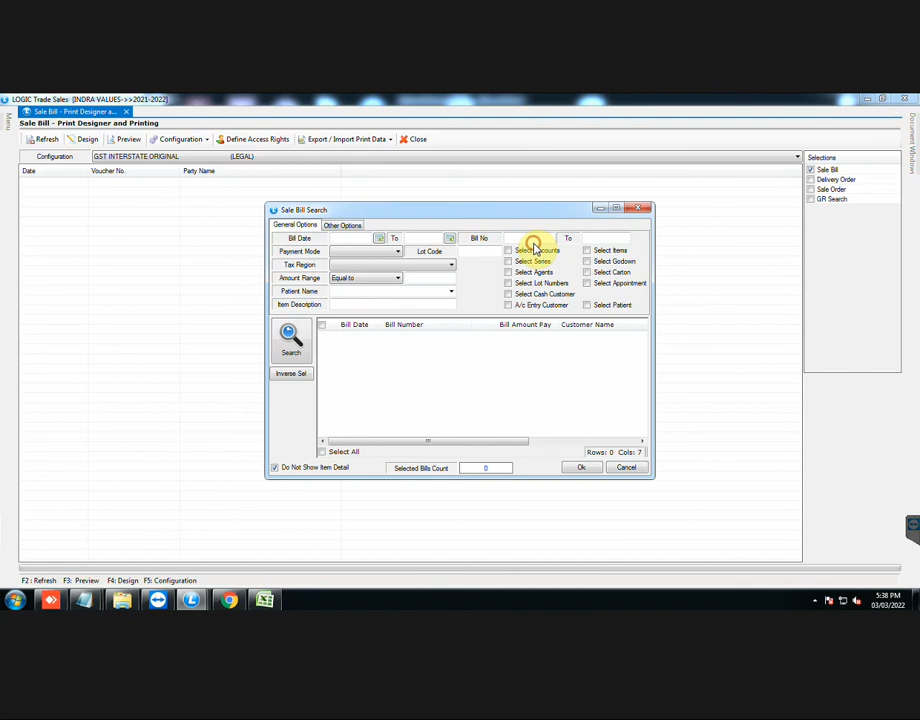 LOGIC Trade Sales [INDRA VALUES->>2021-2022]
Sale Bill - Print Designer a...
Menu
Document Windows
Sale Bill - Print Designer and Printing
Refresh Design Preview Configuration Define Access Rights Export / Import Print Data Close
Configuration GST INTERSTATE ORIGINAL (LEGAL)
Selections
Sale Bill
Delivery Order
Sale Order
GR Search
Date Voucher No. Party Name
Sale Bill Search
General Options Other Options
Bill Date To Bill No To
Payment Mode Lot Code Select Accounts Select Items
Tax Region Select Series Select Godown
Amount Range Equal to Select Agents Select Carton
Select Lot Numbers Select Appointment
Patient Name Select Cash Customer
Item Description A/c Entry Customer Select Patient
Search
Inverse Sel
Bill Date Bill Number Bill Amount Pay Customer Name
Select All Rows: 0 Cols: 7
Do Not Show Item Detail Selected Bills Count 0 Ok Cancel
F2 : Refresh F3: Preview F4: Design F5: Configuration
5:38 PM
03/03/2022